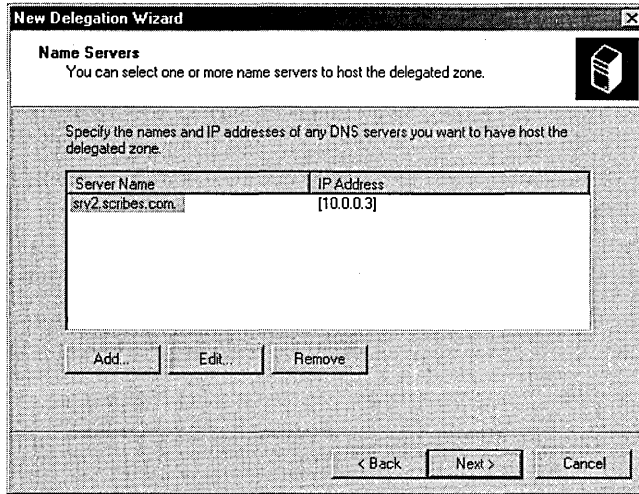 New Delegation Wizard
Name Servers
You can select one or more name servers to host the delegated zone.
Specify the names and IP addresses of any DNS servers you want to have host the
delegated zone.
Server Name IP Address
srv2.scribes.com. [10.0.0.3]
Add... Edit... Remove
< Back Next > Cancel